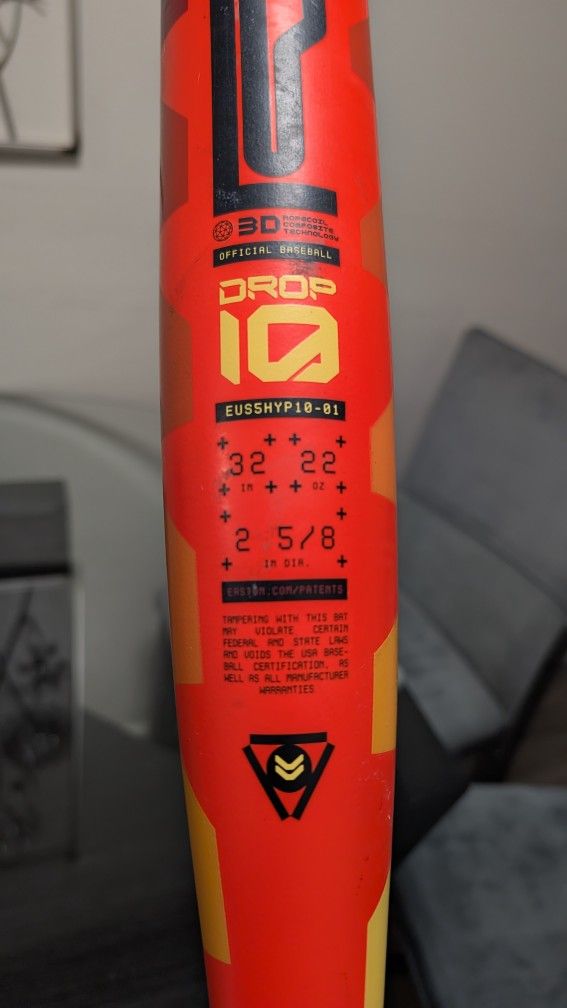 3D ROPECOIL
COMPOSITE
TECHNOLOGY
OFFICIAL BASEBALL
DROP
10
EUS5HYP10-01
32 22
IN OZ
2 5/8
IN DIA.
EASTON.COM/PATENTS
TAMPERING WITH THIS BAT
MAY VIOLATE CERTAIN
FEDERAL AND STATE LAWS
AND VOIDS THE USA BASE-
BALL CERTIFICATION, AS
WELL AS ALL MANUFACTURER
WARRANTIES